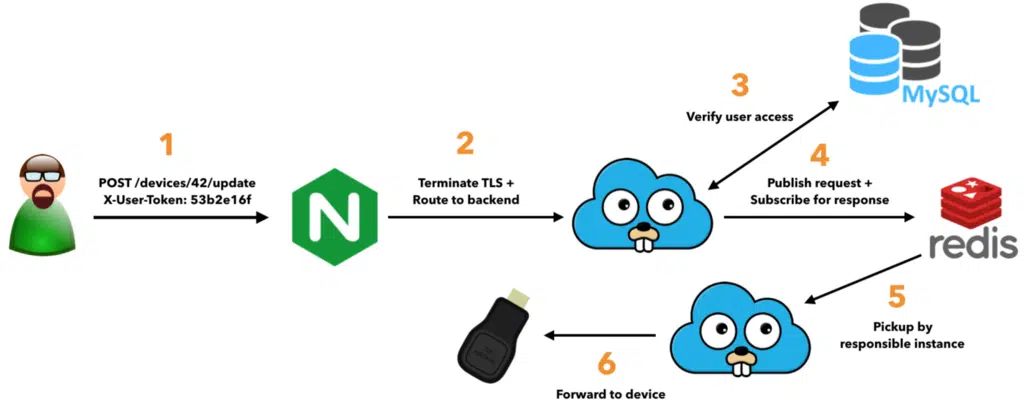 1
POST /devices/42/update
X-User-Token: 53b2e16f
N
2
Terminate TLS +
Route to backend
3
Verify user access
MySQL
4
Publish request +
Subscribe for response
redis
5
Pickup by
responsible instance
6
Forward to device